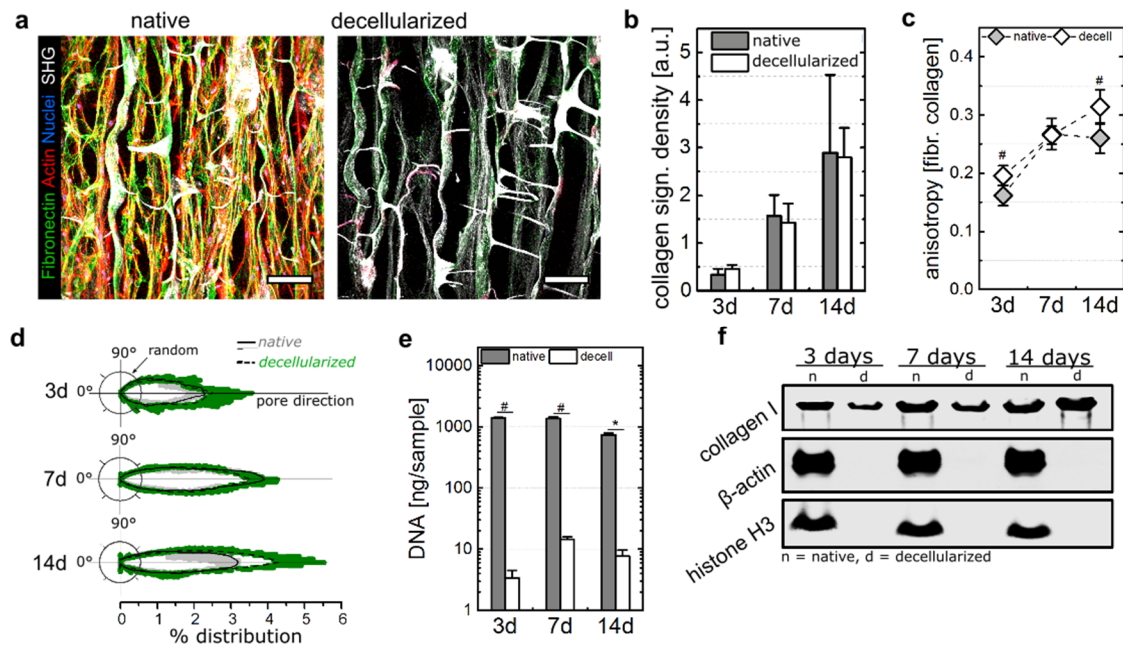 a
native
decellularized
Fibronectin Actin Nuclei SHG
b
collagen sign. density [a.u.]
5
4
3
2
1
0
native
decellularized
3d
7d
14d
c
anisotropy [fibr. collagen]
0.4
0.3
0.2
0.1
0.0
native
decell
#
#
3d
7d
14d
d
90°
random
native
decellularized
3d 0°
pore direction
90°
7d 0°
90°
14d 0°
0 1 2 3 4 5 6
% distribution
e
DNA [ng/sample]
10000
1000
100
10
1
native
decell
#
#
*
3d
7d
14d
f
3 days 7 days 14 days
n d n d n d
collagen I
β-actin
histone H3
n = native, d = decellularized